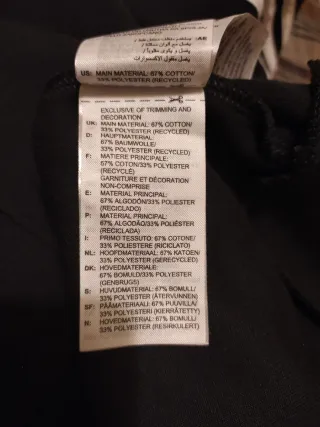 US: MAIN MATERIAL: 67% COTTON/
33% POLYESTER (RECYCLED)
EXCLUSIVE OF TRIMMING AND
DECORATION
UK: MAIN MATERIAL: 67% COTTON/
33% POLYESTER (RECYCLED)
D: HAUPTMATERIAL:
67% BAUMWOLLE/
33% POLYESTER (RECYCELT)
F: MATIERE PRINCIPALE:
67% COTON/33% POLYESTER
(RECYCLÉ)
GARNITURE ET DÉCORATION
NON-COMPRISE
E: MATERIAL PRINCIPAL:
67% ALGODÓN/33% POLIESTER
(RECICLADO)
P: MATERIAL PRINCIPAL:
67% ALGODÃO/33% POLIÉSTER
(RECICLADA)
I: PRIMO TESSUTO: 67% COTONE/
33% POLIESTERE (RICICLATO)
NL: HOOFDMATERIAAL: 67% KATOEN/
33% POLYESTER (GERECYCLED)
DK: HOVEDMATERIALE:
67% BOMULD/33% POLYESTER
(GENBRUGS)
S: HUVUDMATERIAL: 67% BOMULL/
33% POLYESTER (ÅTERVUNNEN)
SF: PÄÄMATERIAALI: 67% PUUVILLA/
33% POLYESTERI (KIERRÄTETTY)
N: HOVEDMATERIAL: 67% BOMULL/
33% POLYESTER (RESIRKULERT)